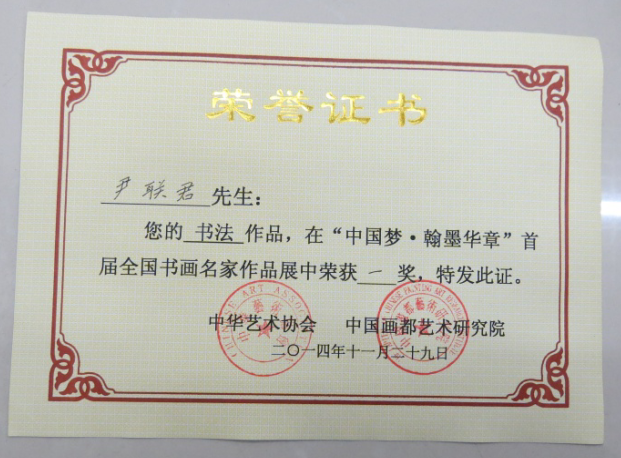 荣誉证书
尹联君 先生：
您的 书法 作品，在“中国梦·翰墨华章”首
届全国书画名家作品展中荣获 一 奖，特发此证。
中华艺术协会 中国画都艺术研究院
二〇一四年十一月二十九日